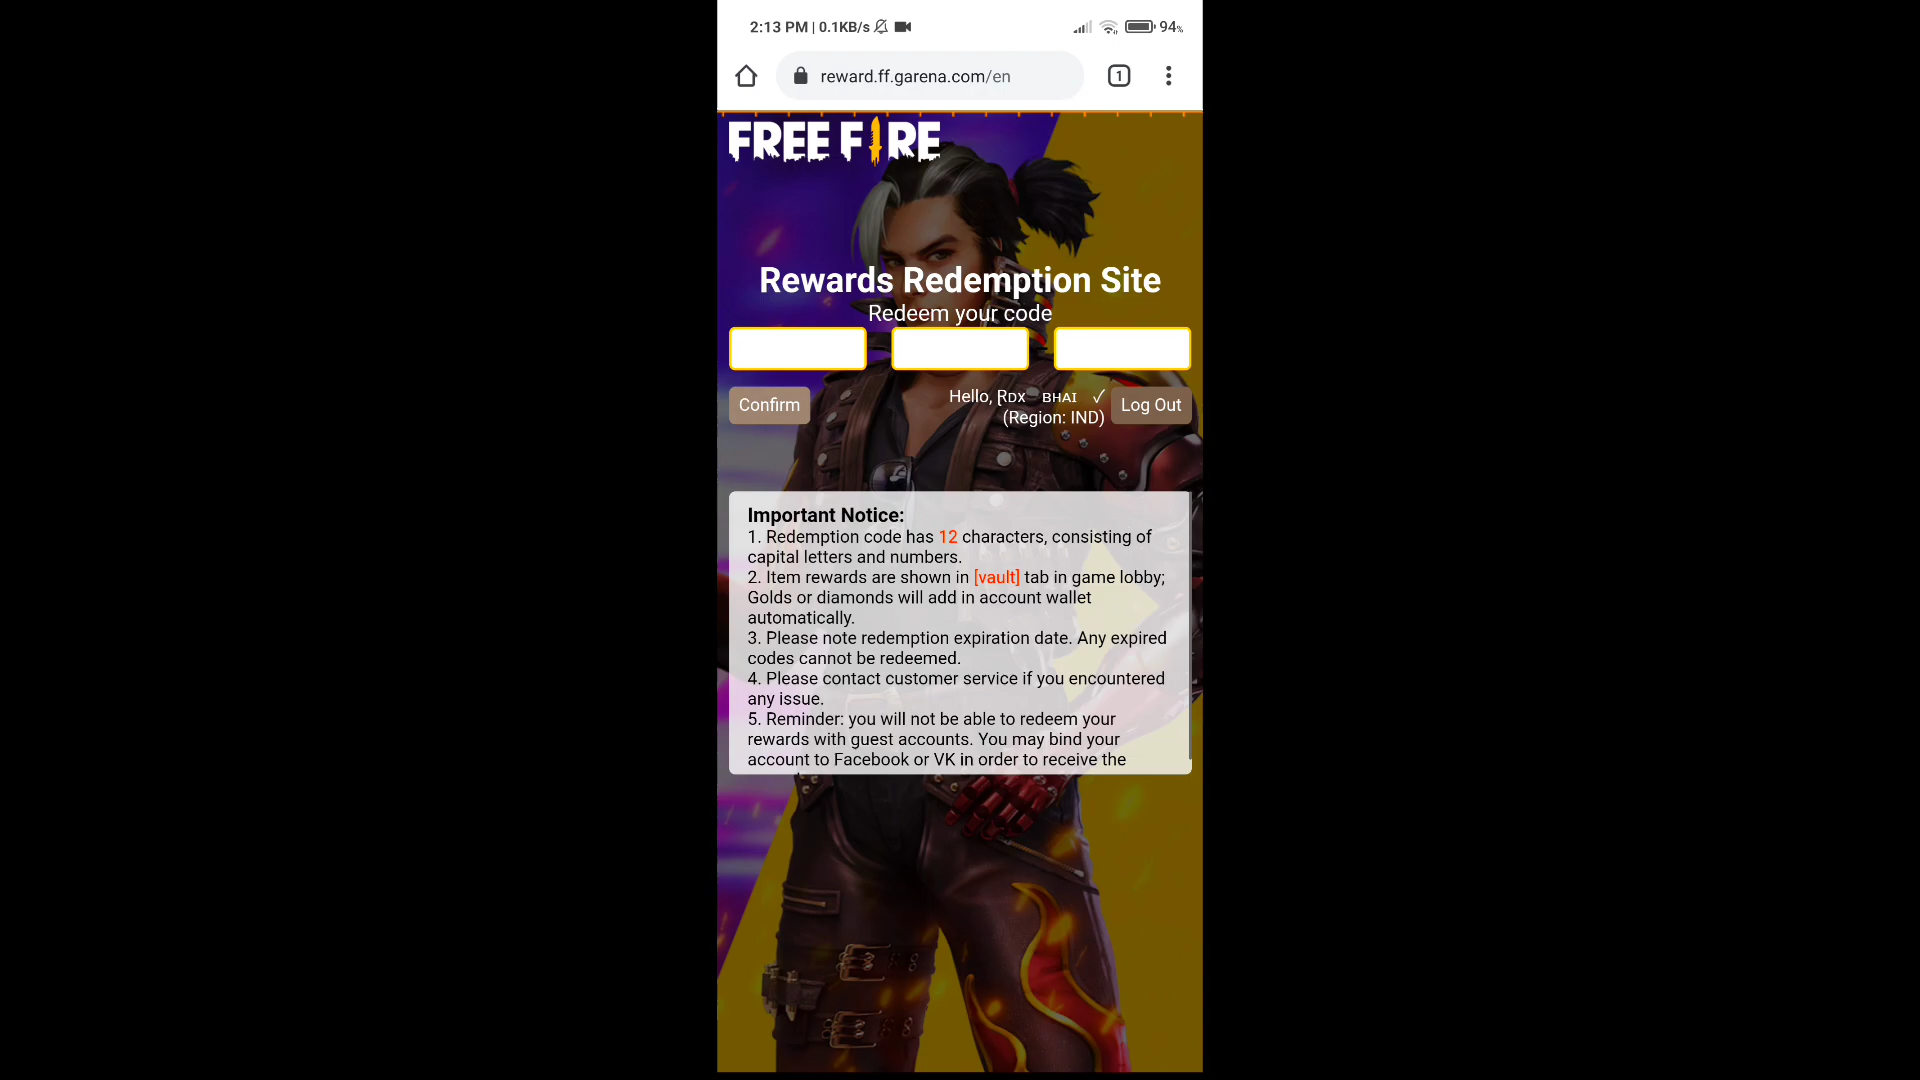 2:13 PM | 0.1KB/s 94%
reward.ff.garena.com/en 1
FREE FIRE
Rewards Redemption Site
Redeem your code
Confirm
Hello, ⱤDX ʙʜᴀɪ ✓
(Region: IND)
Log Out
Important Notice:
1. Redemption code has 12 characters, consisting of
capital letters and numbers.
2. Item rewards are shown in [vault] tab in game lobby;
Golds or diamonds will add in account wallet
automatically.
3. Please note redemption expiration date. Any expired
codes cannot be redeemed.
4. Please contact customer service if you encountered
any issue.
5. Reminder: you will not be able to redeem your
rewards with guest accounts. You may bind your
account to Facebook or VK in order to receive the